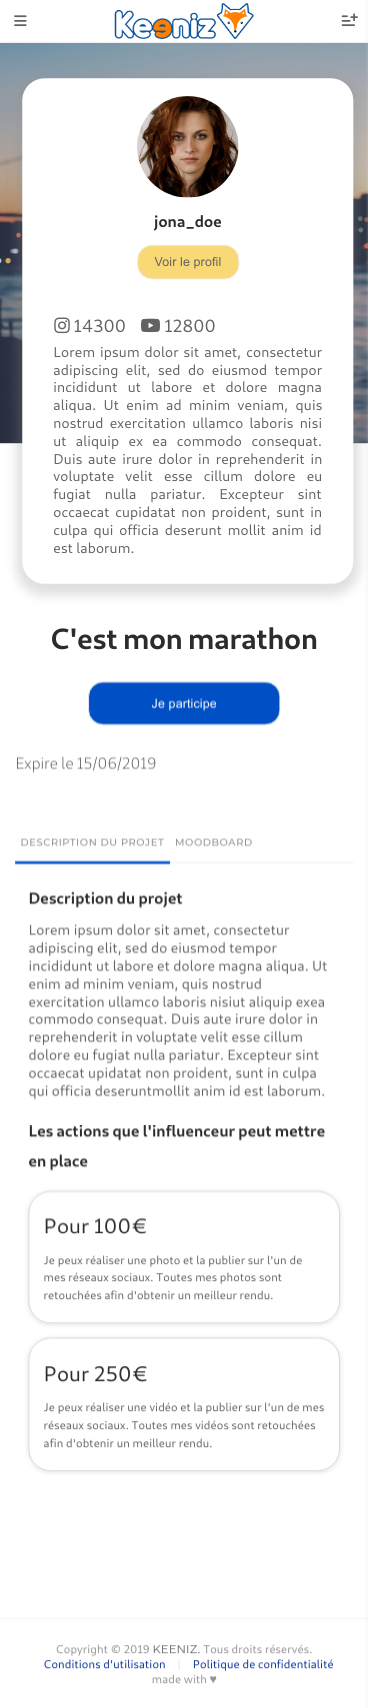 Keeniz
jona_doe
Voir le profil
14300 12800
Lorem ipsum dolor sit amet, consectetur
adipiscing elit, sed do eiusmod tempor
incididunt ut labore et dolore magna
aliqua. Ut enim ad minim veniam, quis
nostrud exercitation ullamco laboris nisi
ut aliquip ex ea commodo consequat.
Duis aute irure dolor in reprehenderit in
voluptate velit esse cillum dolore eu
fugiat nulla pariatur. Excepteur sint
occaecat cupidatat non proident, sunt in
culpa qui officia deserunt mollit anim id
est laborum.
C'est mon marathon
Je participe
Expire le 15/06/2019
DESCRIPTION DU PROJET MOODBOARD
Description du projet
Lorem ipsum dolor sit amet, consectetur
adipiscing elit, sed do eiusmod tempor
incididunt ut labore et dolore magna aliqua. Ut
enim ad minim veniam, quis nostrud
exercitation ullamco laboris nisiut aliquip exea
commodo consequat. Duis aute irure dolor in
reprehenderit in voluptate velit esse cillum
dolore eu fugiat nulla pariatur. Excepteur sint
occaecat upidatat non proident, sunt in culpa
qui officia deseruntmollit anim id est laborum.
Les actions que l'influenceur peut mettre
en place
Pour 100€
Je peux réaliser une photo et la publier sur l'un de
mes réseaux sociaux. Toutes mes photos sont
retouchées afin d'obtenir un meilleur rendu.
Pour 250€
Je peux réaliser une vidéo et la publier sur l'un de mes
réseaux sociaux. Toutes mes vidéos sont retouchées
afin d'obtenir un meilleur rendu.
Copyright © 2019 KEENIZ. Tous droits réservés.
Conditions d'utilisation | Politique de confidentialité
made with ♥